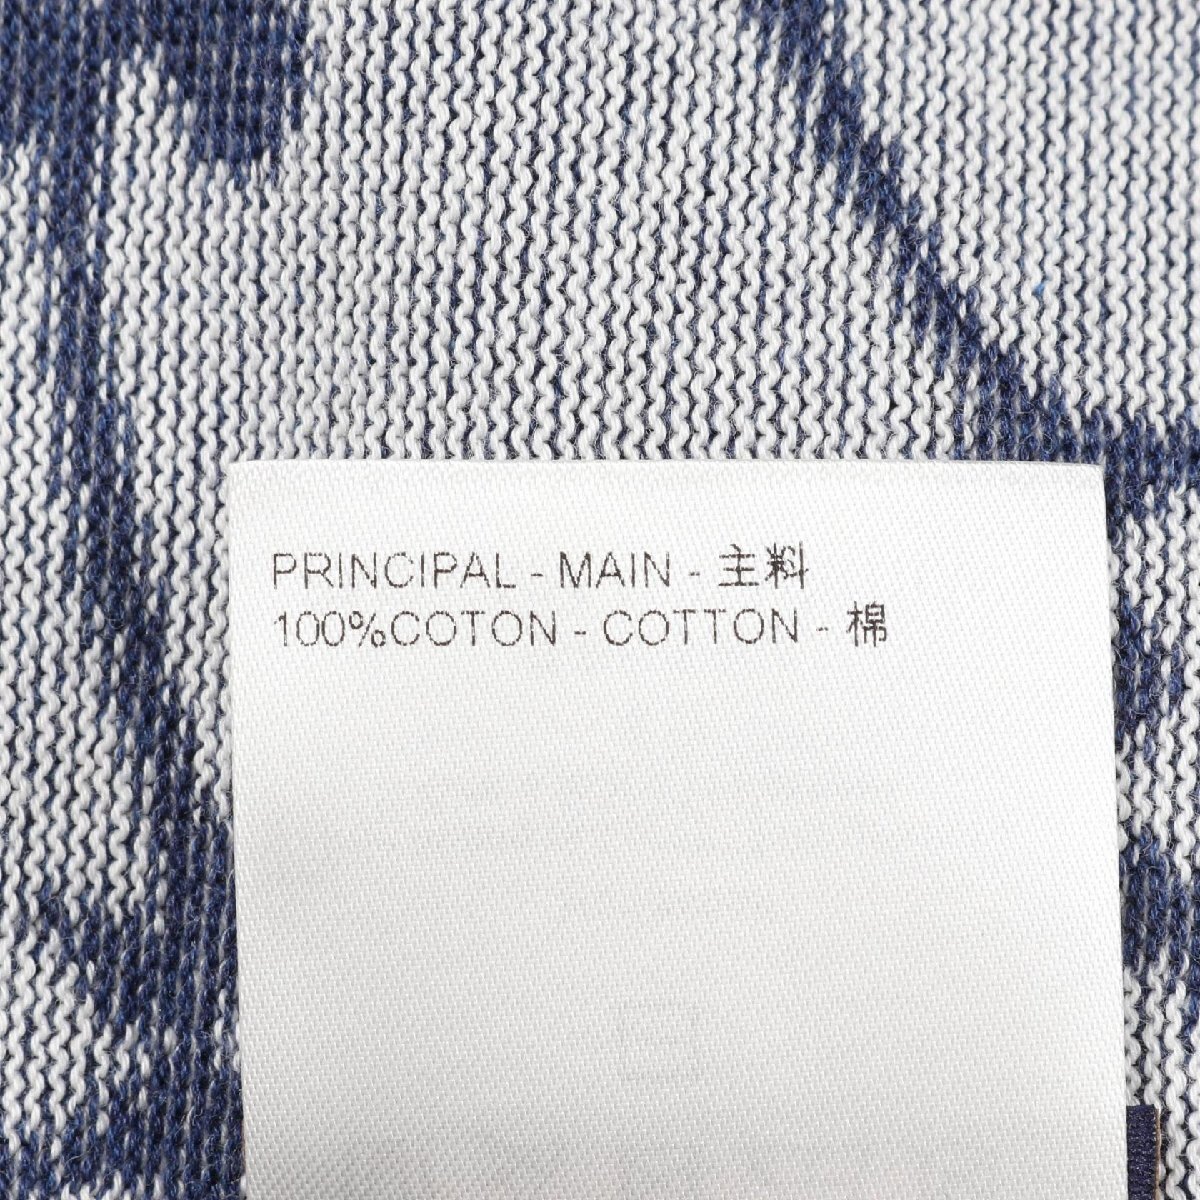 PRINCIPAL - MAIN - 主料
100%COTON - COTTON - 棉